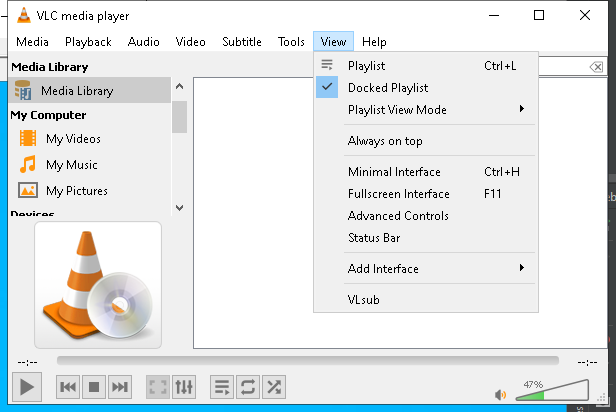 VLC media player
Media Playback Audio Video Subtitle Tools View Help
Media Library
Media Library
My Computer
My Videos
My Music
My Pictures
Devices
Playlist Ctrl+L
Docked Playlist
Playlist View Mode
Always on top
Minimal Interface Ctrl+H
Fullscreen Interface F11
Advanced Controls
Status Bar
Add Interface
VLsub
--:-- --:--
47%